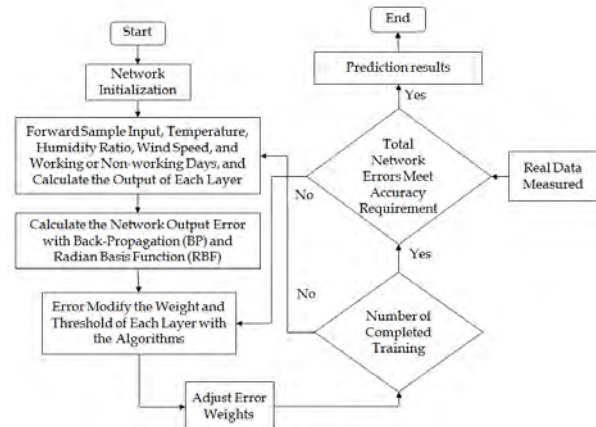 Start
Network
Initialization
Forward Sample Input, Temperature,
Humidity Ratio, Wind Speed, and
Working or Non-working Days, and
Calculate the Output of Each Layer
Calculate the Network Output Error
with Back-Propagation (BP) and
Radian Basis Function (RBF)
Error Modify the Weight and
Threshold of Each Layer with
the Algorithms
Adjust Error
Weights
Number of
Completed
Training
No
Yes
Total
Network
Errors Meet
Accuracy
Requirement
No
Real Data
Measured
Yes
Prediction results
End